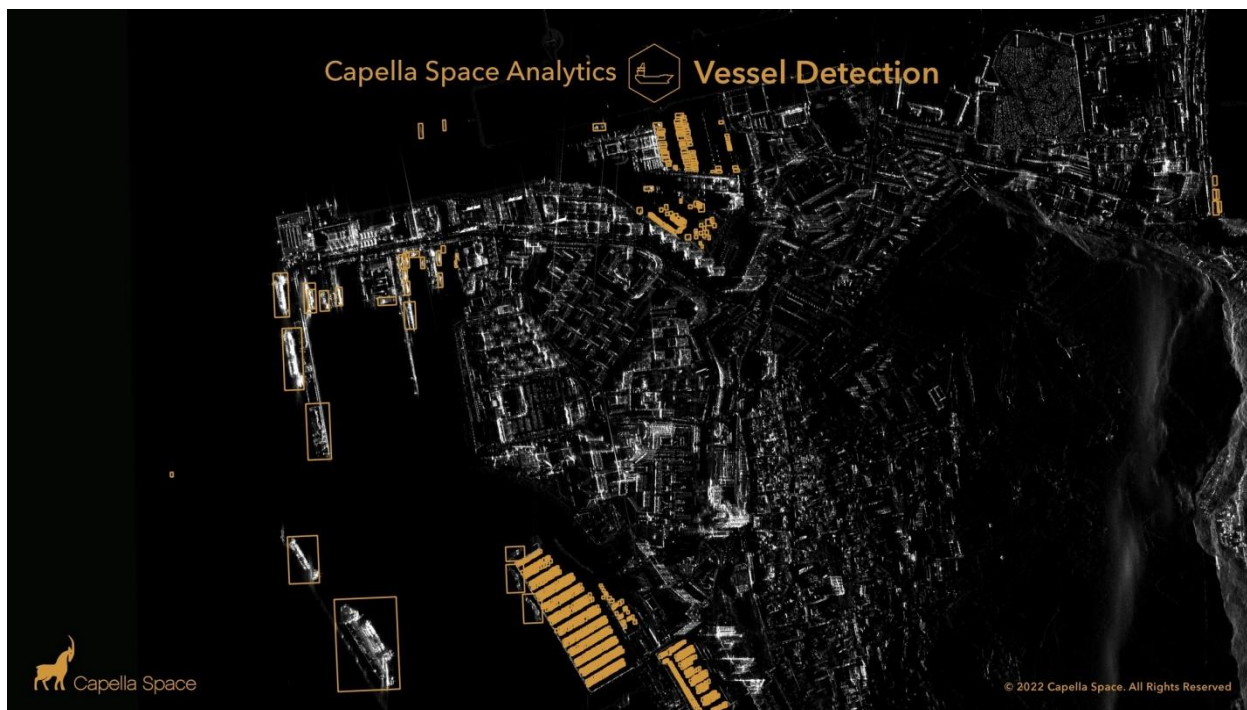 Capella Space Analytics Vessel Detection
Capella Space
© 2022 Capella Space. All Rights Reserved